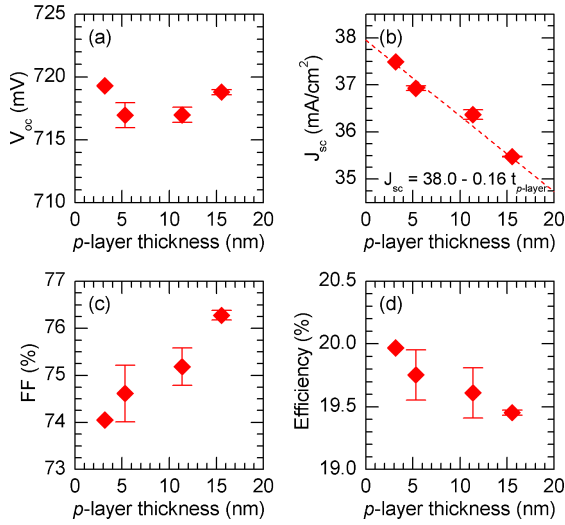 (a)
725
720
715
710
V_oc (mV)
0 5 10 15 20
p-layer thickness (nm)
(b)
38
37
36
35
J_sc (mA/cm²)
J_sc = 38.0 - 0.16 t_p-layer
0 5 10 15 20
p-layer thickness (nm)
(c)
77
76
75
74
73
FF (%)
0 5 10 15 20
p-layer thickness (nm)
(d)
20.5
20.0
19.5
19.0
Efficiency (%)
0 5 10 15 20
p-layer thickness (nm)